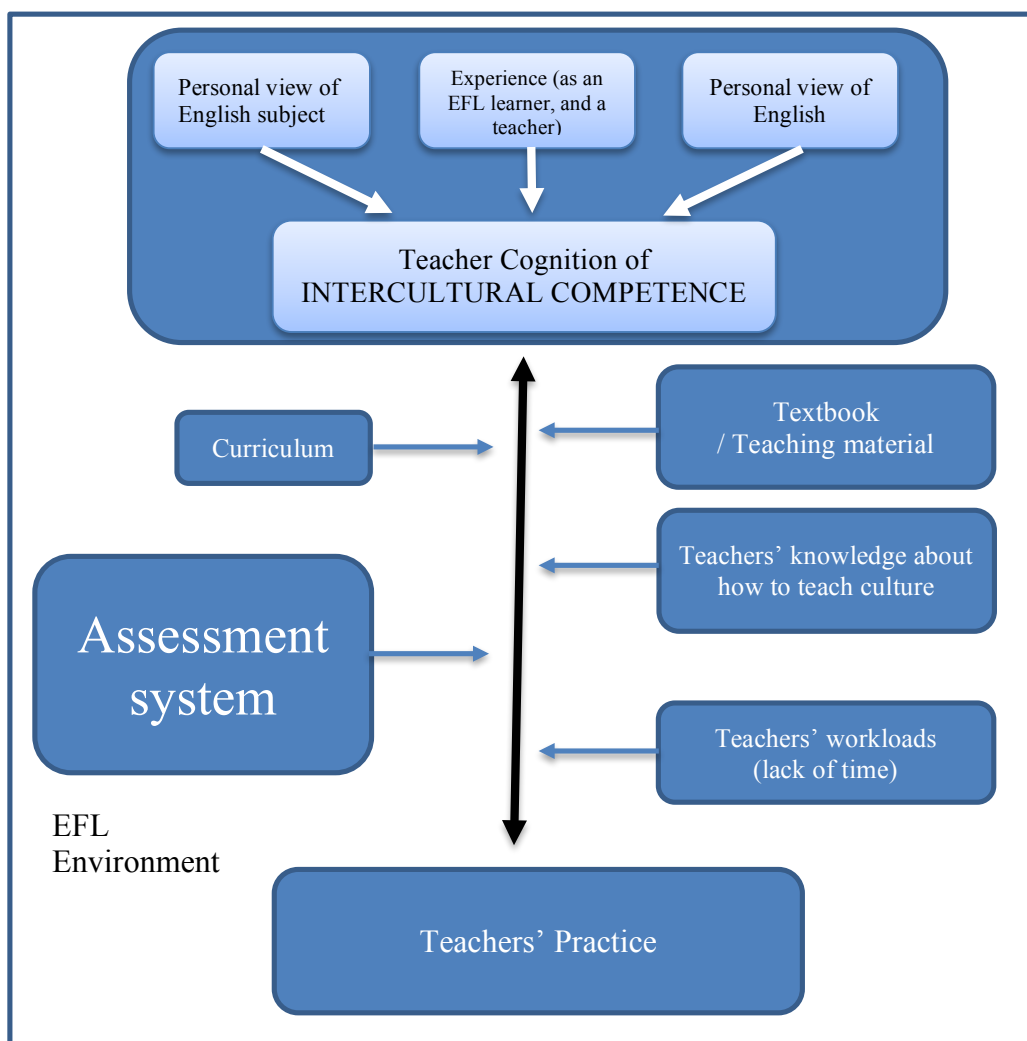 Personal view of
English subject
Experience (as an
EFL learner, and a
teacher)
Personal view of
English
Teacher Cognition of
INTERCULTURAL COMPETENCE
Curriculum
Textbook
/ Teaching material
Teachers’ knowledge about
how to teach culture
Assessment
system
Teachers’ workloads
(lack of time)
EFL
Environment
Teachers’ Practice